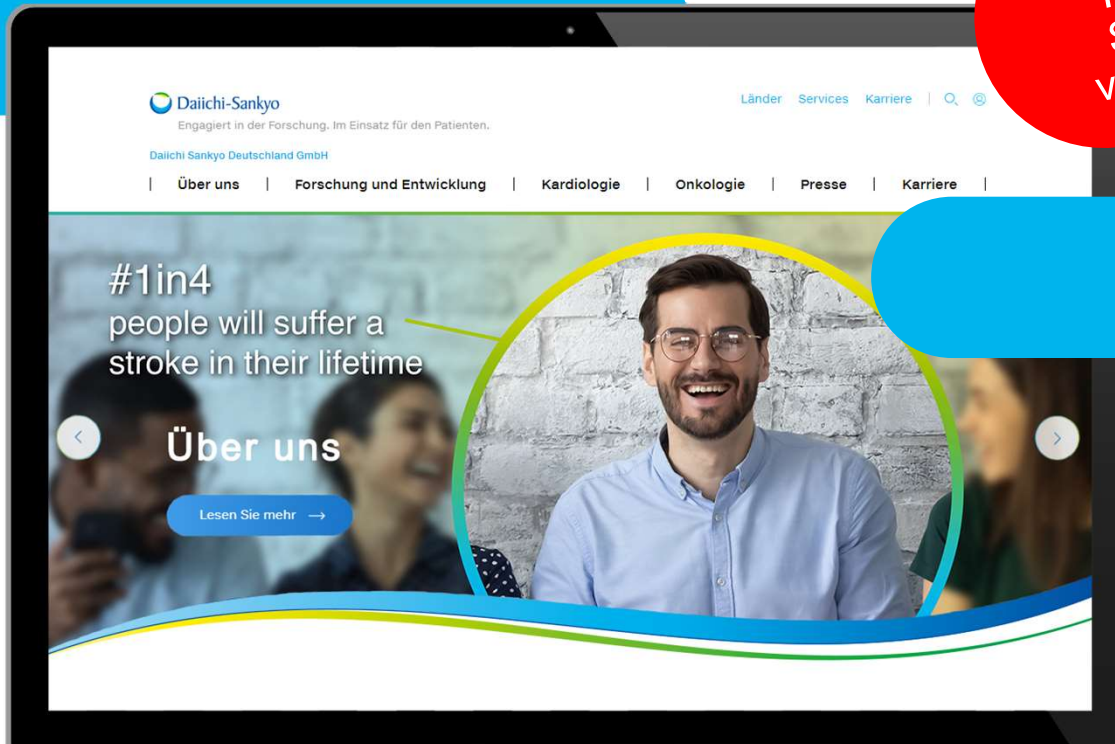 Daiichi-Sankyo
Engagiert in der Forschung. Im Einsatz für den Patienten.
Länder Services Karriere
Daiichi Sankyo Deutschland GmbH
Über uns | Forschung und Entwicklung | Kardiologie | Onkologie | Presse | Karriere
#1in4
people will suffer a
stroke in their lifetime
Über uns
Lesen Sie mehr →